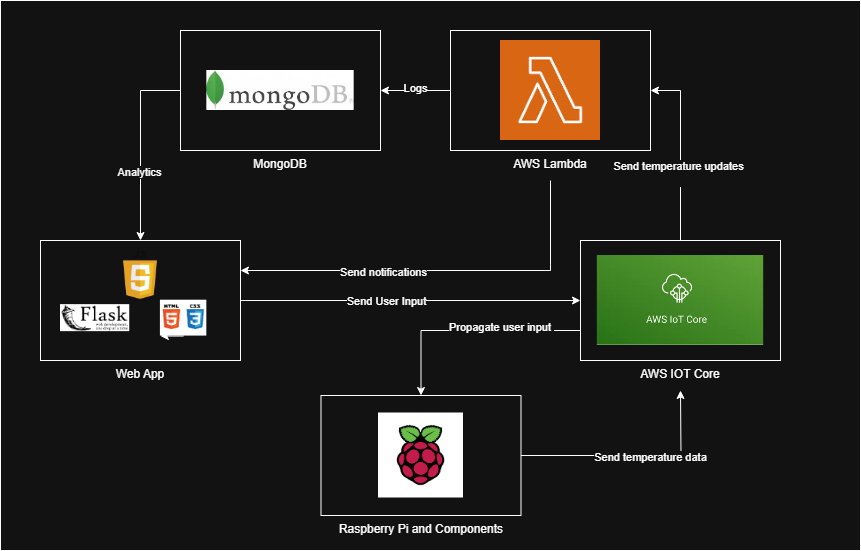 mongoDB.
Logs
MongoDB
AWS Lambda
Analytics
Send temperature updates
Send notifications
Send User Input
Flask
web development,
one drop at a time
HTML
CSS
5
3
AWS IoT Core
Propagate user input
Web App
AWS IOT Core
Send temperature data
Raspberry Pi and Components